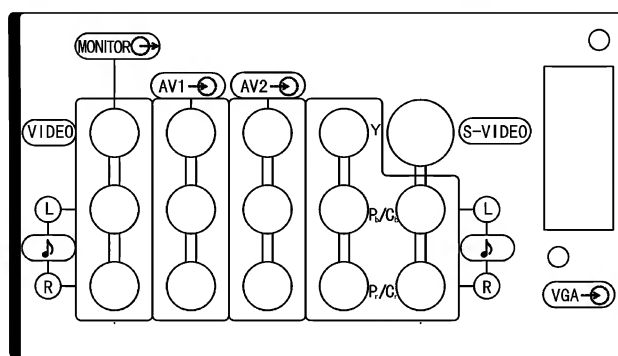 MONITOR
AV1
AV2
VIDEO
Y
S-VIDEO
L
Pb/Cb
L
♪
♪
R
Pr/Cr
R
VGA